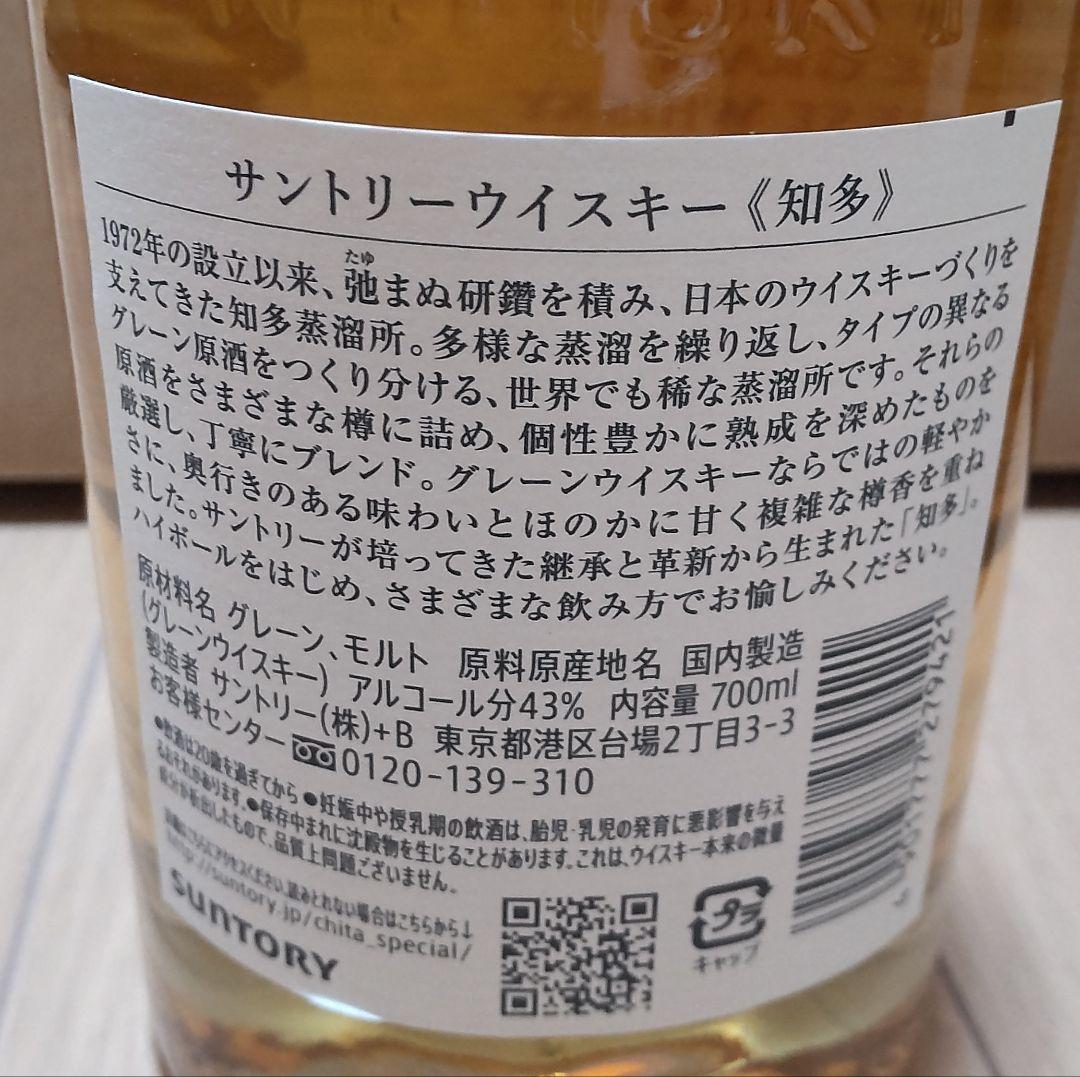 サントリーウイスキー《知多》
1972年の設立以来、弛まぬ研鑽を積み、日本のウイスキーづくりを
たゆ
支えてきた知多蒸溜所。多様な蒸溜を繰り返し、タイプの異なる
グレーン原酒をつくり分ける、世界でも稀な蒸溜所です。それらの
原酒をさまざまな樽に詰め、個性豊かに熟成を深めたものを
厳選し、丁寧にブレンド。グレーンウイスキーならではの軽やか
さに、奥行きのある味わいとほのかに甘く複雑な樽香を重ね
ました。サントリーが培ってきた継承と革新から生まれた「知多」。
ハイボールをはじめ、さまざまな飲み方でお愉しみください。
原材料名 グレーン、モルト 原料原産地名 国内製造
(グレーンウイスキー) アルコール分43% 内容量 700ml
製造者 サントリー(株)+B 東京都港区台場2丁目3-3
お客様センター 0120-139-310
●飲酒は20歳を過ぎてから ●妊娠中や授乳期の飲酒は、胎児・乳児の発育に悪影響を与え
るおそれがあります。●保存中まれに沈殿物を生じることがあります。これは、ウイスキー本来の微量
成分が析出したもので、品質上問題ございません。
詳細はこちらにアクセスください。読みとれない場合はこちらから↓
http://suntory.jp/chita_special/
SUNTORY
プラ
キャップ